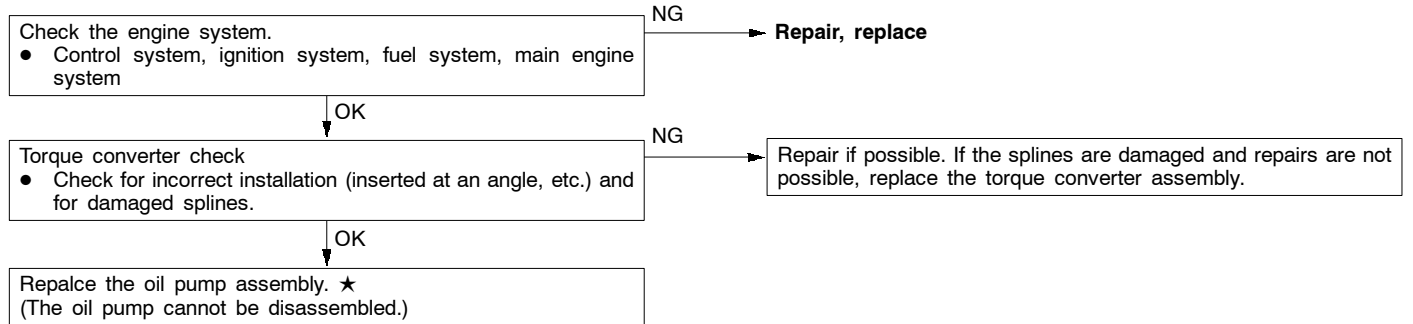 NG
Check the engine system.
● Control system, ignition system, fuel system, main engine
system
Repair, replace
OK
NG
Torque converter check
● Check for incorrect installation (inserted at an angle, etc.) and
for damaged splines.
Repair if possible. If the splines are damaged and repairs are not
possible, replace the torque converter assembly.
OK
Repalce the oil pump assembly. ★
(The oil pump cannot be disassembled.)